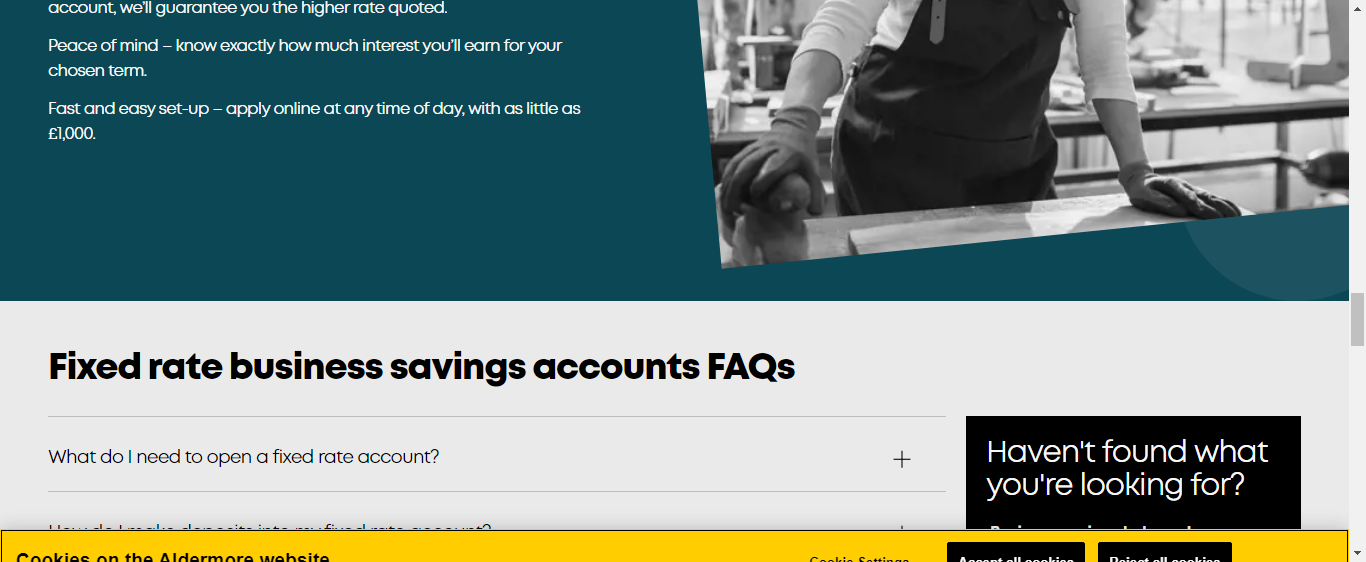 account, we'll guarantee you the higher rate quoted.
Peace of mind – know exactly how much interest you'll earn for your
chosen term.
Fast and easy set-up – apply online at any time of day, with as little as
£1,000.
Fixed rate business savings accounts FAQs
What do I need to open a fixed rate account?
How do I make deposits into my fixed rate account?
Haven't found what
you're looking for?
Cookies on the Aldermore website
Cookie Settings
Accept all cookies
Reject all cookies